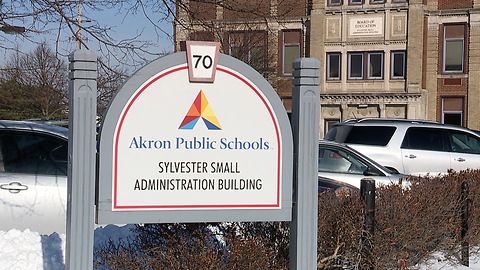 BOARD OF
EDUCATION
70
Akron Public Schools
SYLVESTER SMALL
ADMINISTRATION BUILDING